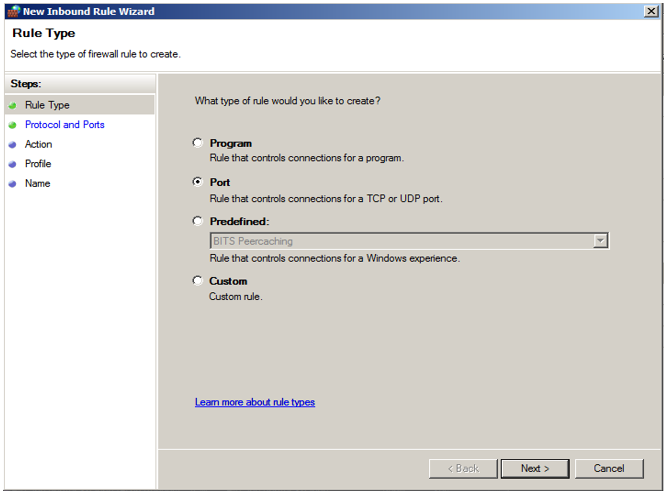 New Inbound Rule Wizard
Rule Type
Select the type of firewall rule to create.
Steps:
Rule Type
Protocol and Ports
Action
Profile
Name
What type of rule would you like to create?
Program
Rule that controls connections for a program.
Port
Rule that controls connections for a TCP or UDP port.
Predefined:
BITS Peercaching
Rule that controls connections for a Windows experience.
Custom
Custom rule.
Learn more about rule types
< Back
Next >
Cancel